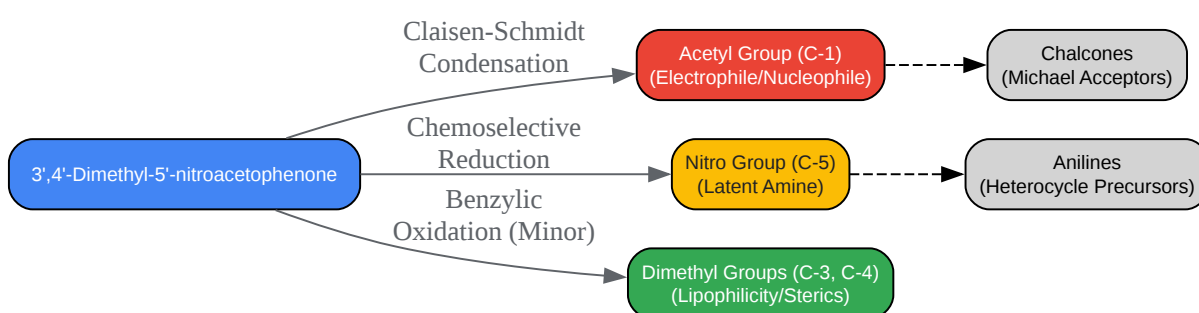 Claisen-Schmidt
Condensation
Acetyl Group (C-1)
(Electrophile/Nucleophile)
Chalcones
(Michael Acceptors)
3',4'-Dimethyl-5'-nitroacetophenone
Chemoselective
Reduction
Nitro Group (C-5)
(Latent Amine)
Anilines
(Heterocycle Precursors)
Benzylic
Oxidation (Minor)
Dimethyl Groups (C-3, C-4)
(Lipophilicity/Sterics)